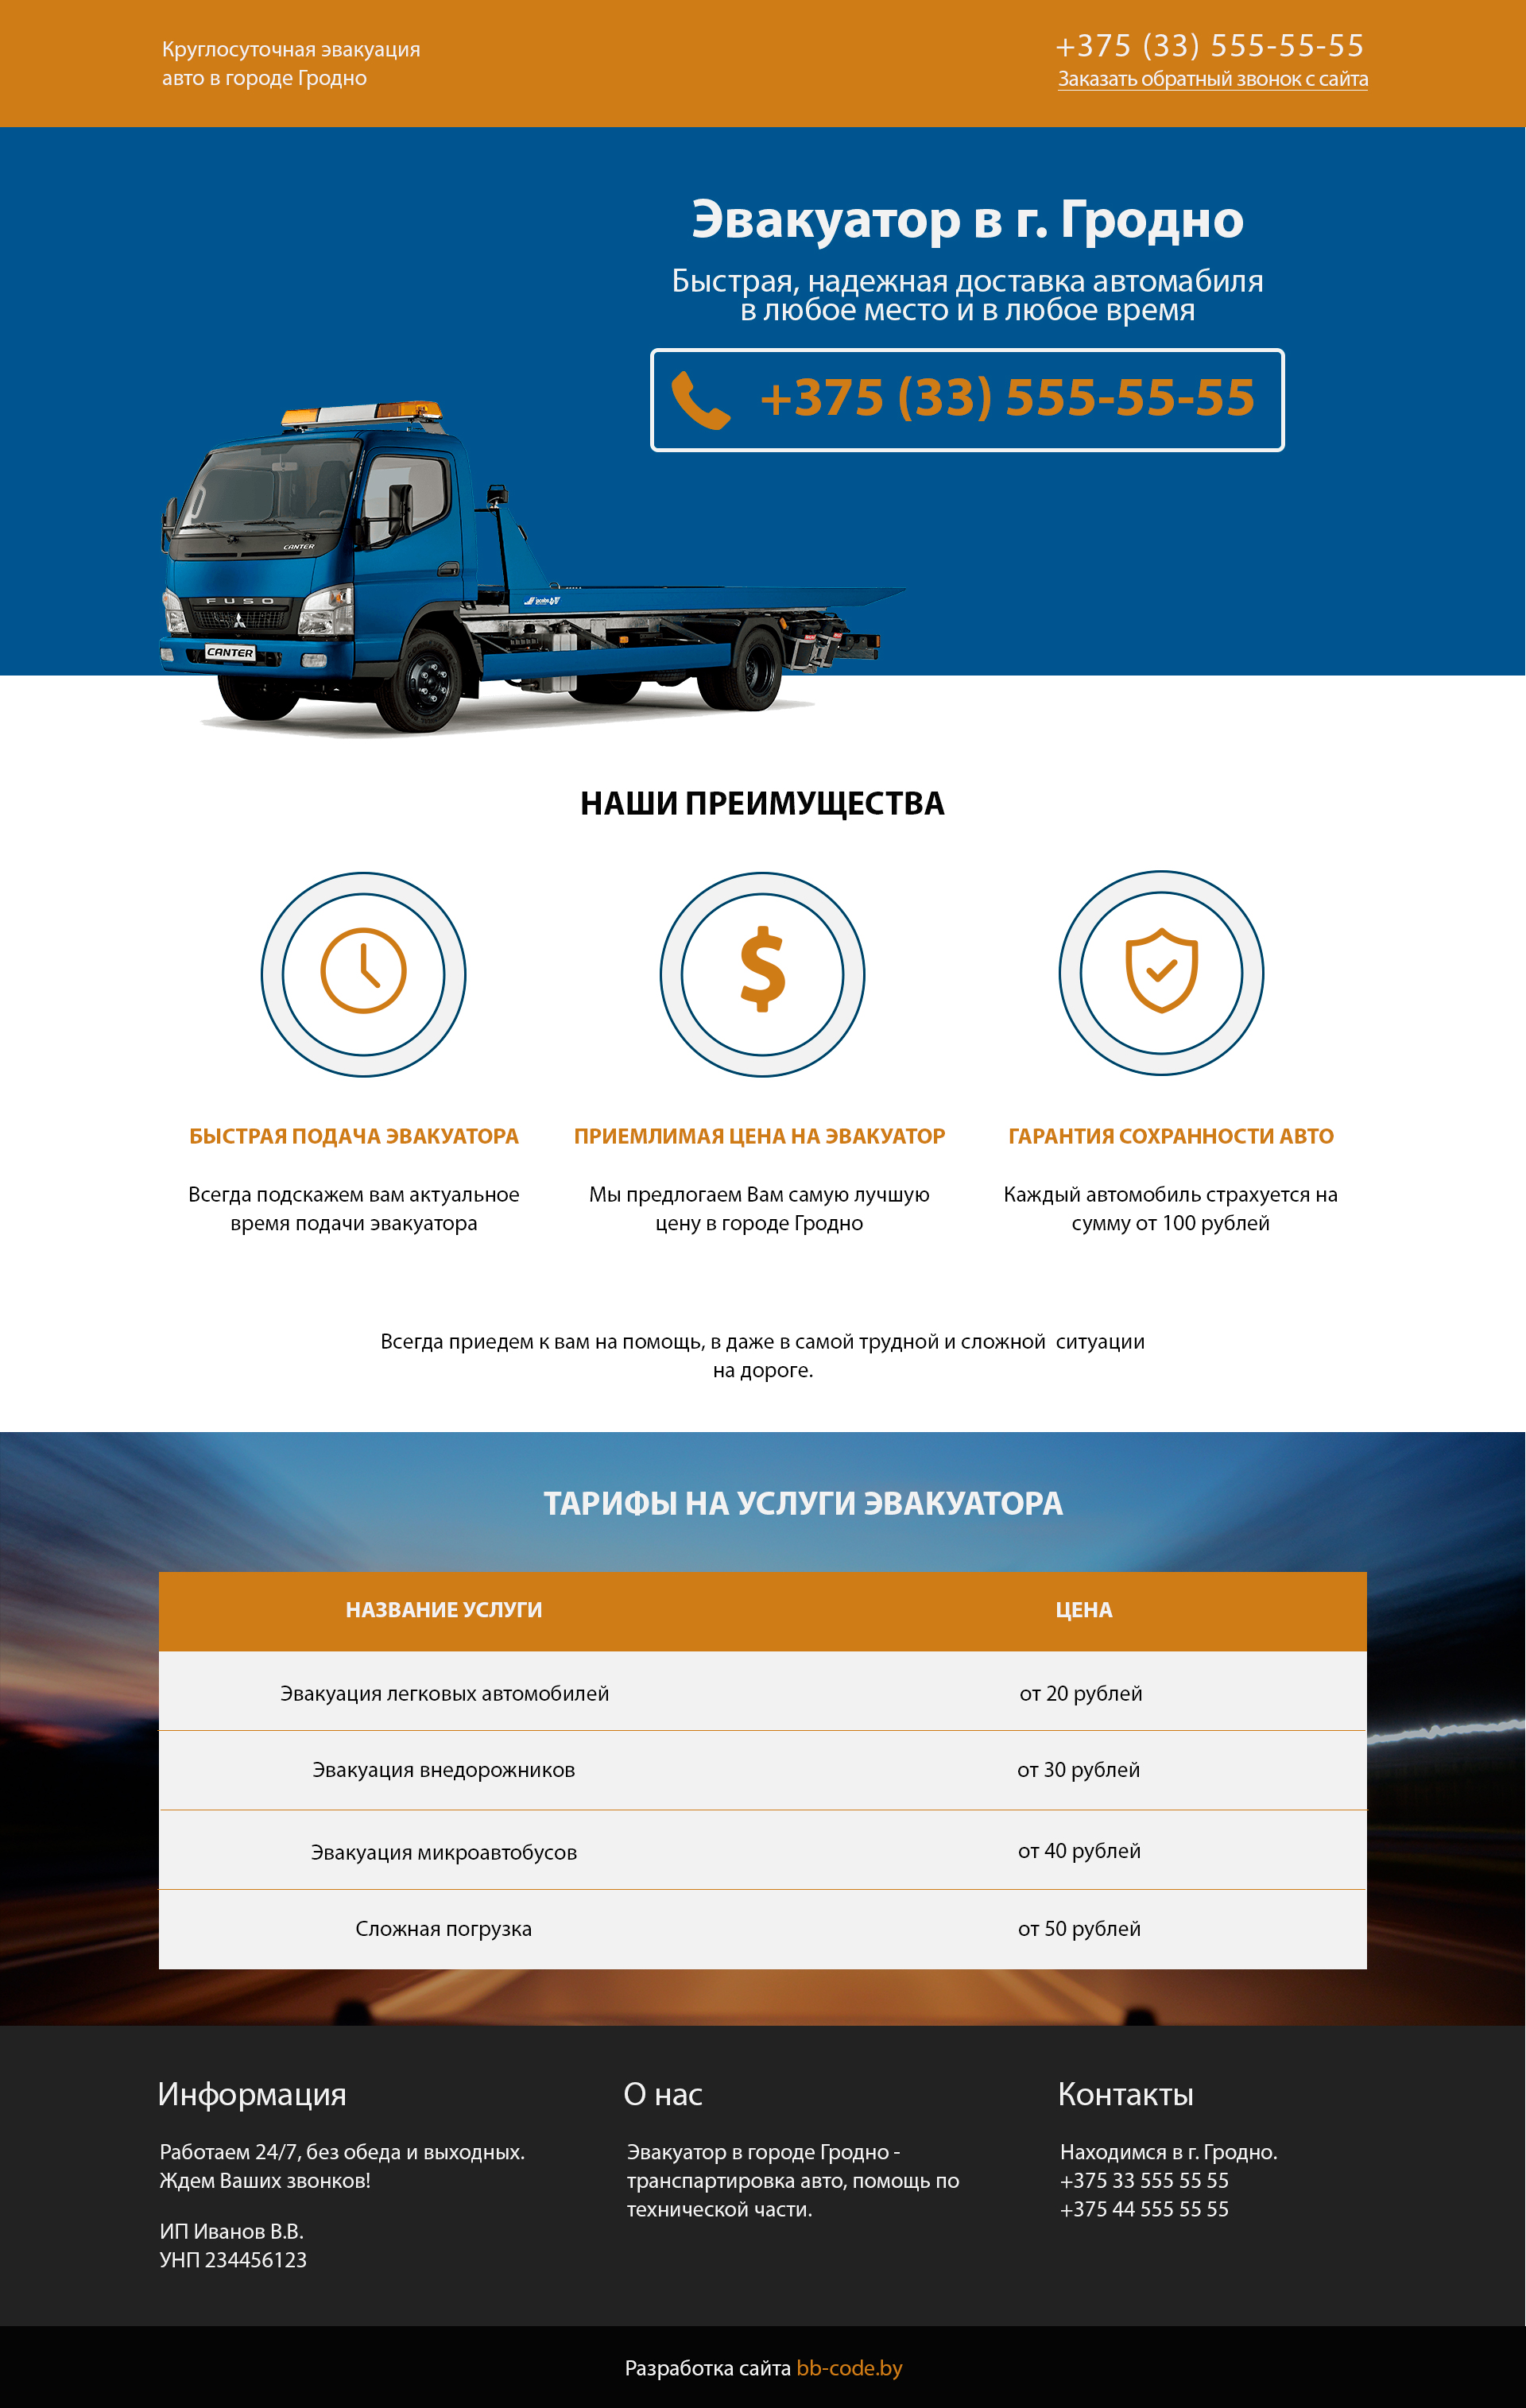 Круглосуточная эвакуация
авто в городе Гродно
+375 (33) 555-55-55
Заказать обратный звонок с сайта
Эвакуатор в г. Гродно
Быстрая, надежная доставка автомабиля
в любое место и в любое время
+375 (33) 555-55-55
CANTER
FUSO
CANTER
jacobs
НАШИ ПРЕИМУЩЕСТВА
$
БЫСТРАЯ ПОДАЧА ЭВАКУАТОРА
Всегда подскажем вам актуальное
время подачи эвакуатора
ПРИЕМЛИМАЯ ЦЕНА НА ЭВАКУАТОР
Мы предлогаем Вам самую лучшую
цену в городе Гродно
ГАРАНТИЯ СОХРАННОСТИ АВТО
Каждый автомобиль страхуется на
сумму от 100 рублей
Всегда приедем к вам на помощь, в даже в самой трудной и сложной  ситуации
на дороге.
ТАРИФЫ НА УСЛУГИ ЭВАКУАТОРА
НАЗВАНИЕ УСЛУГИ ЦЕНА
Эвакуация легковых автомобилей от 20 рублей
Эвакуация внедорожников от 30 рублей
Эвакуация микроавтобусов от 40 рублей
Сложная погрузка от 50 рублей
Информация
Работаем 24/7, без обеда и выходных.
Ждем Ваших звонков!
ИП Иванов В.В.
УНП 234456123
О нас
Эвакуатор в городе Гродно -
транспартировка авто, помощь по
технической части.
Контакты
Находимся в г. Гродно.
+375 33 555 55 55
+375 44 555 55 55
Разработка сайта bb-code.by